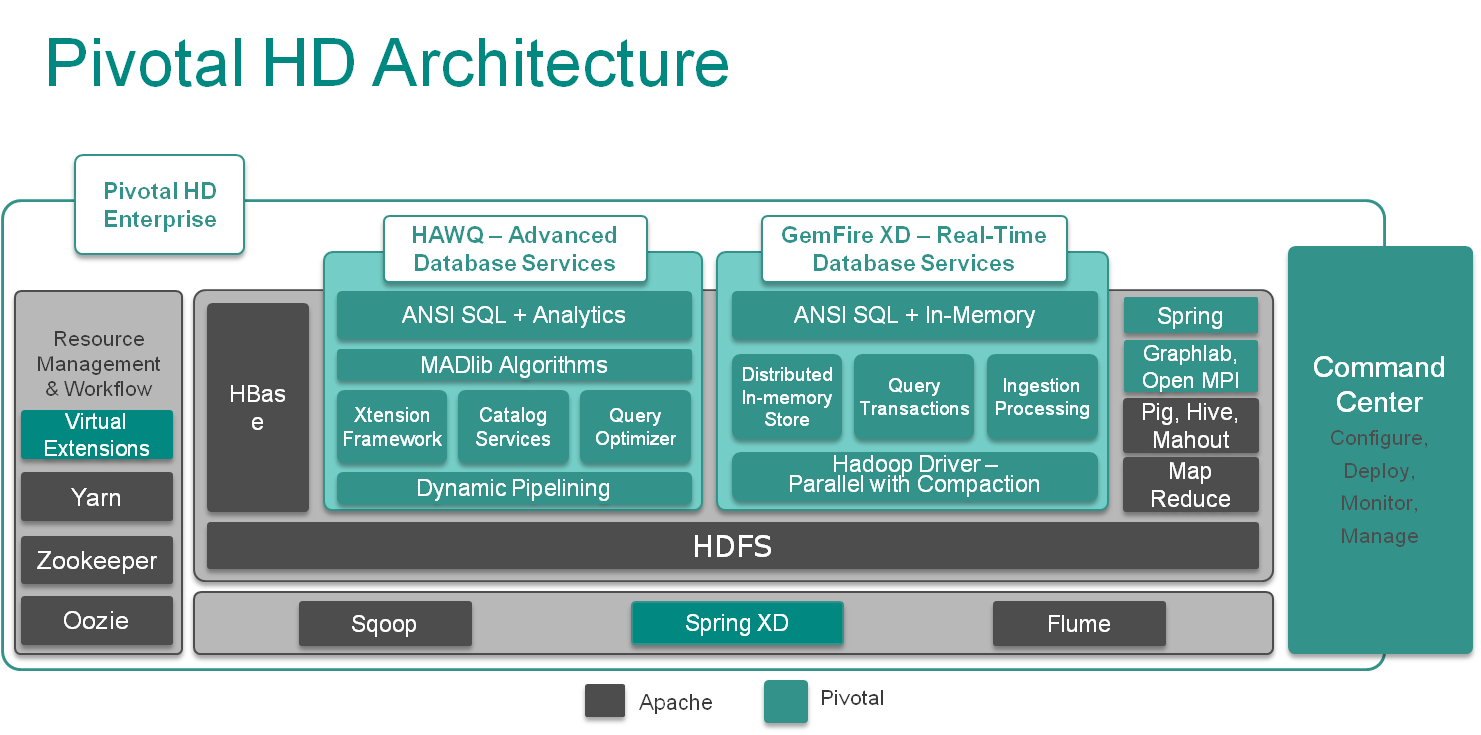 Pivotal HD Architecture
Pivotal HD
Enterprise
Resource
Management
& Workflow
Virtual
Extensions
Yarn
Zookeeper
Oozie
HBas
e
HAWQ – Advanced
Database Services
ANSI SQL + Analytics
MADlib Algorithms
Xtension
Framework
Catalog
Services
Query
Optimizer
Dynamic Pipelining
GemFire XD – Real-Time
Database Services
ANSI SQL + In-Memory
Distributed
In-memory
Store
Query
Transactions
Ingestion
Processing
Hadoop Driver –
Parallel with Compaction
Spring
Graphlab,
Open MPI
Pig, Hive,
Mahout
Map
Reduce
HDFS
Sqoop
Spring XD
Flume
Command
Center
Configure,
Deploy,
Monitor,
Manage
Apache
Pivotal